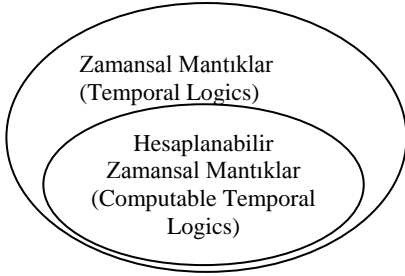 Zamansal Mantıklar
(Temporal Logics)
Hesaplanabilir
Zamansal Mantıklar
(Computable Temporal
Logics)